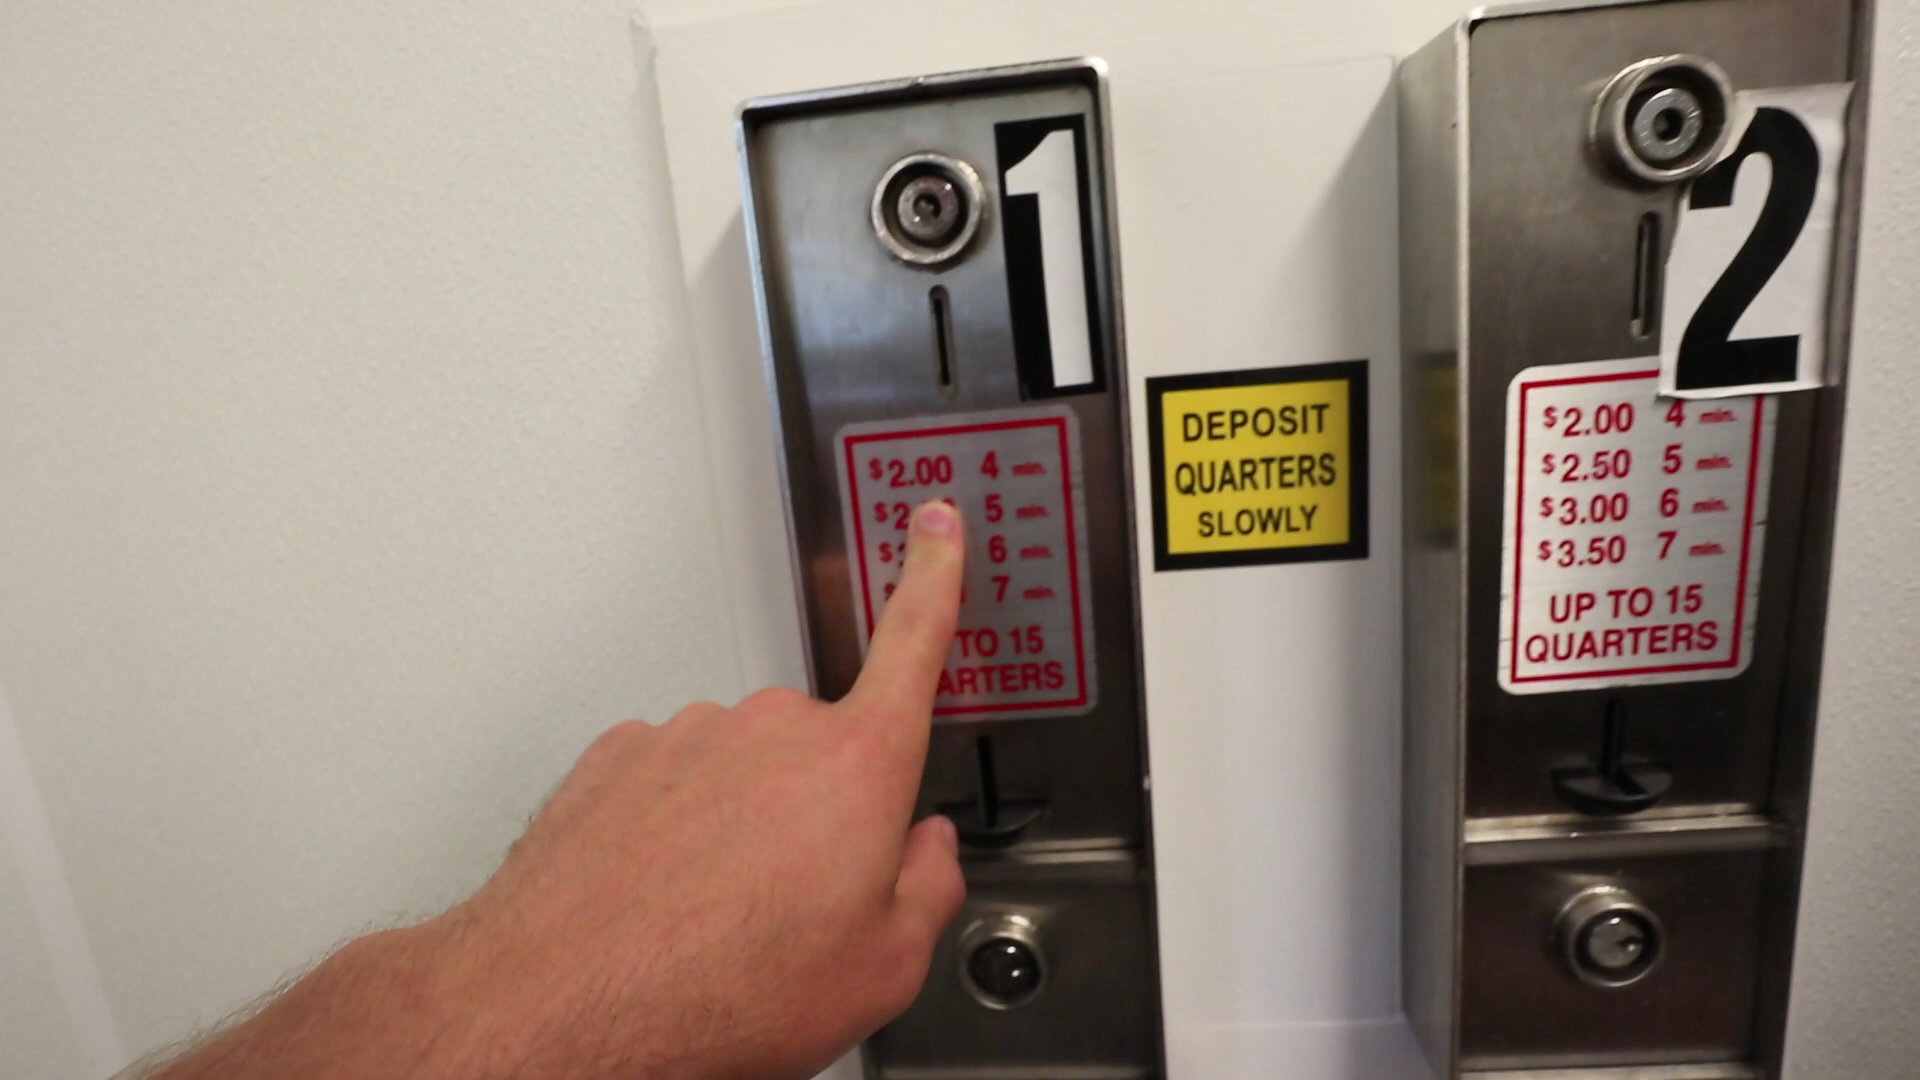 1
$2.00 4 min.
5 min.
6 min.
7 min.
TO 15
DEPOSIT
QUARTERS
SLOWLY
2
$2.00 4 min.
$2.50 5 min.
$3.00 6 min.
$3.50 7 min.
UP TO 15
QUARTERS